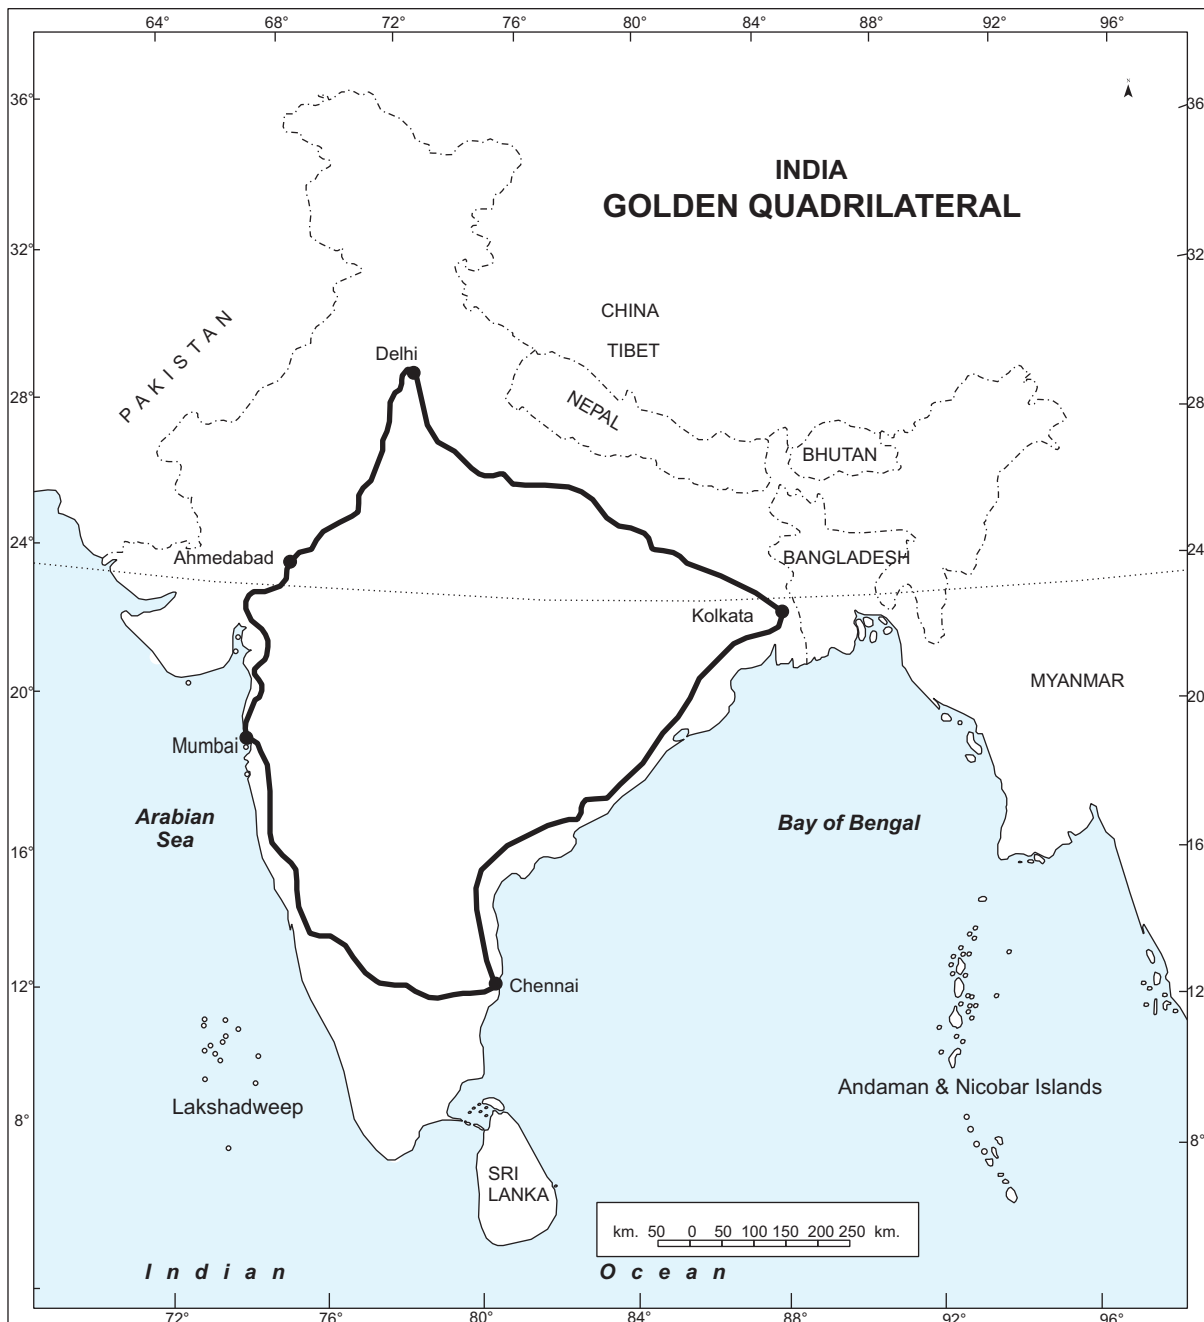 64° 68° 72° 76° 80° 84° 88° 92° 96°
N
36° 36
INDIA
GOLDEN QUADRILATERAL
32° 32
CHINA
TIBET
PAKISTAN
Delhi
28° 28
NEPAL
BHUTAN
24° 24
Ahmedabad
BANGLADESH
Kolkata
MYANMAR
20° 20
Mumbai
Arabian
Sea
Bay of Bengal
16° 16
12° 12
Chennai
Andaman & Nicobar Islands
Lakshadweep
8° 8°
SRI
LANKA
km. 50 0 50 100 150 200 250 km.
Indian Ocean
72° 76° 80° 84° 88° 92° 96°